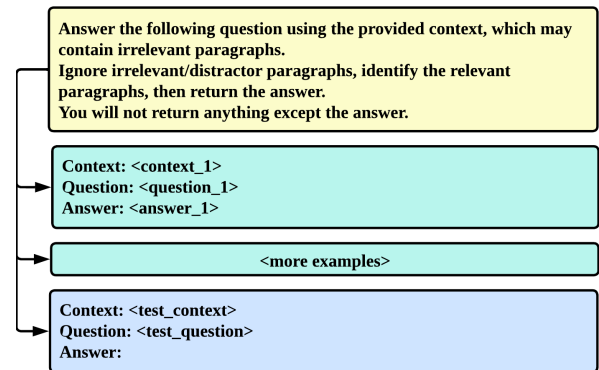 Answer the following question using the provided context, which may
contain irrelevant paragraphs.
Ignore irrelevant/distractor paragraphs, identify the relevant
paragraphs, then return the answer.
You will not return anything except the answer.
Context: <context_1>
Question: <question_1>
Answer: <answer_1>
<more examples>
Context: <test_context>
Question: <test_question>
Answer: